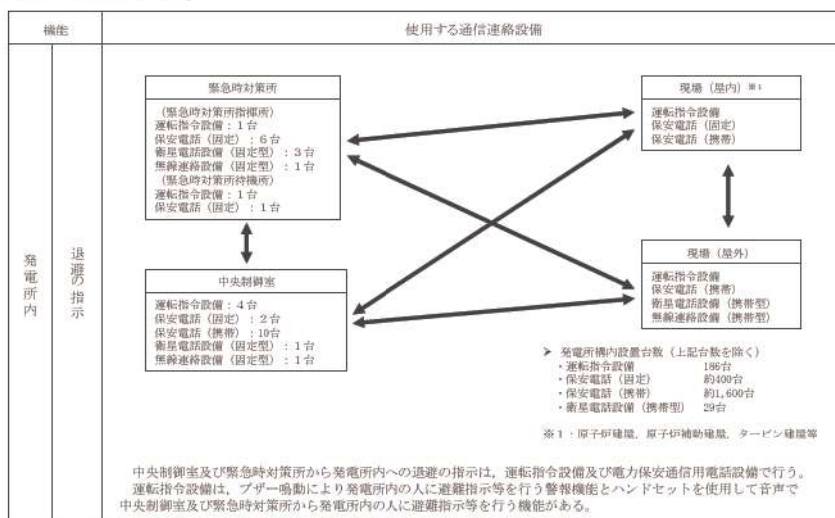 機能
使用する通信連絡設備
発電所内
退避の指示
緊急時対策所
(緊急時対策所指揮所)
運転指令設備:1台
保安電話(固定):6台
衛星電話設備(固定型):3台
無線連絡設備(固定型):1台
(緊急時対策所待機所)
運転指令設備:1台
保安電話(固定):1台
現場(屋内)※1
運転指令設備
保安電話(固定)
保安電話(携帯)
中央制御室
運転指令設備:4台
保安電話(固定):2台
保安電話(携帯):10台
衛星電話設備(固定型):1台
無線連絡設備(固定型):1台
現場(屋外)
運転指令設備
保安電話(携帯)
衛星電話設備(携帯型)
無線連絡設備(携帯型)
➤ 発電所構内設置台数(上記台数を除く)
・運転指令設備 186台
・保安電話(固定) 約400台
・保安電話(携帯) 約1,600台
・衛星電話設備(携帯型) 29台
※1:原子炉建屋,原子炉補助建屋,タービン建屋等
中央制御室及び緊急時対策所から発電所内への退避の指示は,運転指令設備及び電力保安通信用電話設備で行う。
運転指令設備は,ブザー鳴動により発電所内の人に避難指示等を行う警報機能とハンドセットを使用して音声で
中央制御室及び緊急時対策所から発電所内の人に避難指示等を行う機能がある。